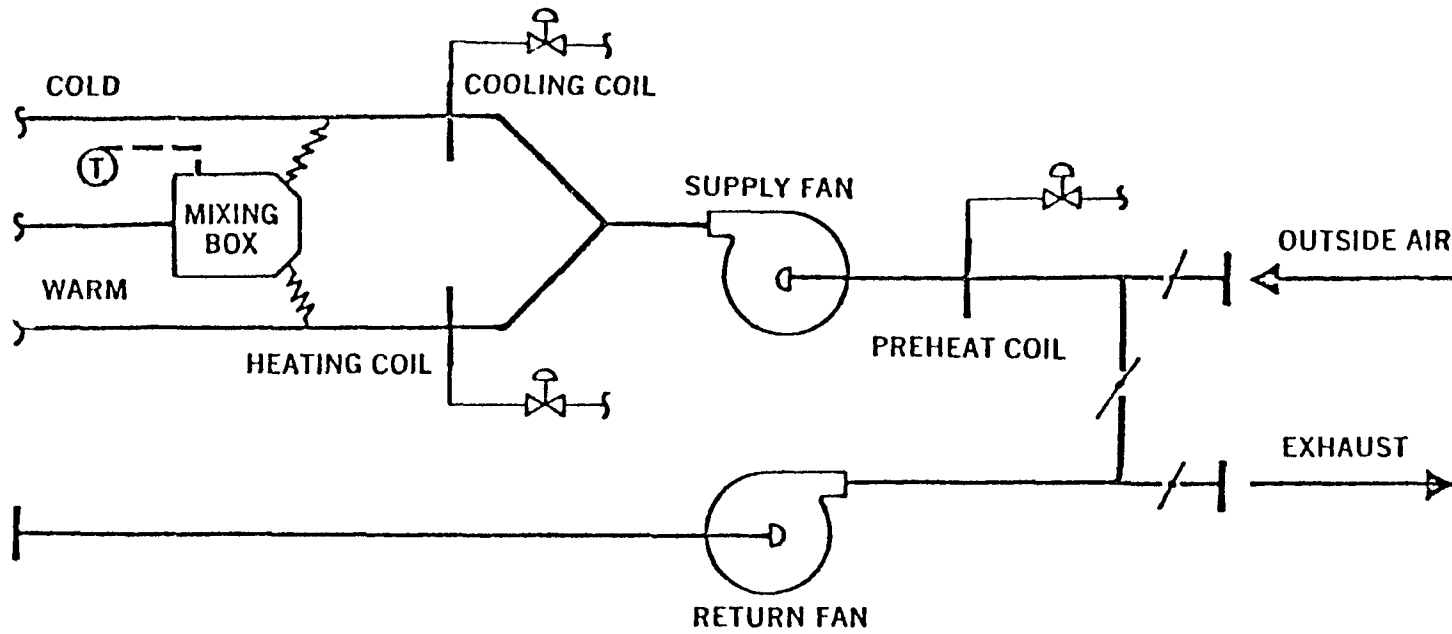 COLD
COOLING COIL
T
MIXING
BOX
SUPPLY FAN
OUTSIDE AIR
WARM
HEATING COIL
PREHEAT COIL
EXHAUST
RETURN FAN